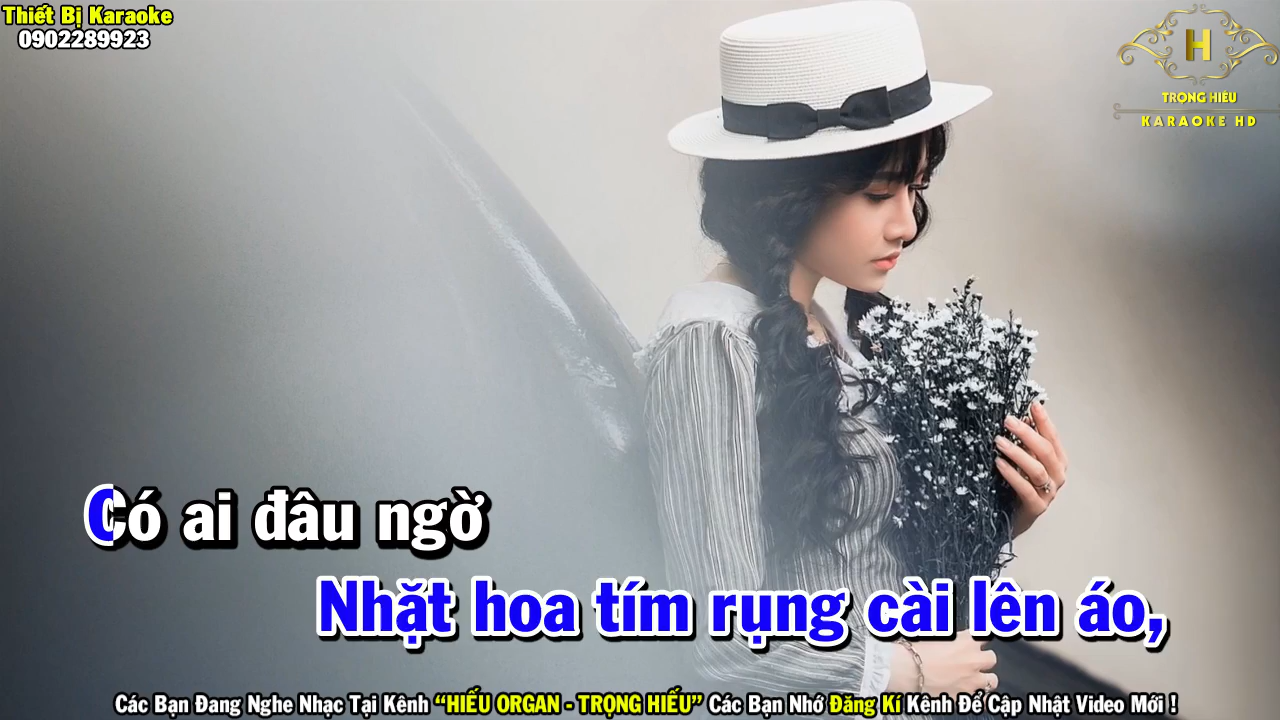 Thiết Bị Karaoke
0902289923
H
TRỌNG HIẾU
KARAOKE HD
Có ai đâu ngờ
Nhặt hoa tím rụng cài lên áo,
Các Bạn Đang Nghe Nhạc Tại Kênh “HIẾU ORGAN - TRỌNG HIẾU” Các Bạn Nhớ Đăng Kí Kênh Để Cập Nhật Video Mới !